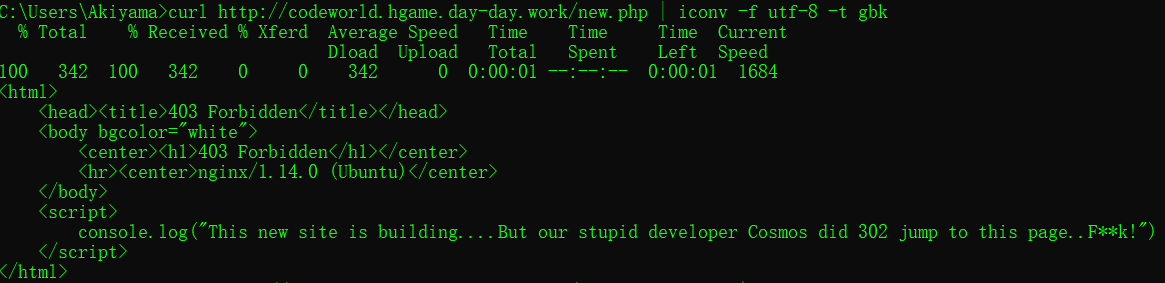 C:\Users\Akiyama>curl http://codeworld.hgame.day-day.work/new.php | iconv -f utf-8 -t gbk
  % Total    % Received % Xferd  Average Speed   Time    Time     Time  Current
                                 Dload  Upload   Total   Spent    Left  Speed
100   342  100   342    0     0    342      0  0:00:01 --:--:--  0:00:01  1684
<html>
    <head><title>403 Forbidden</title></head>
    <body bgcolor="white">
        <center><h1>403 Forbidden</h1></center>
        <hr><center>nginx/1.14.0 (Ubuntu)</center>
    </body>
    <script>
        console.log("This new site is building....But our stupid developer Cosmos did 302 jump to this page..F**k!")
    </script>
</html>